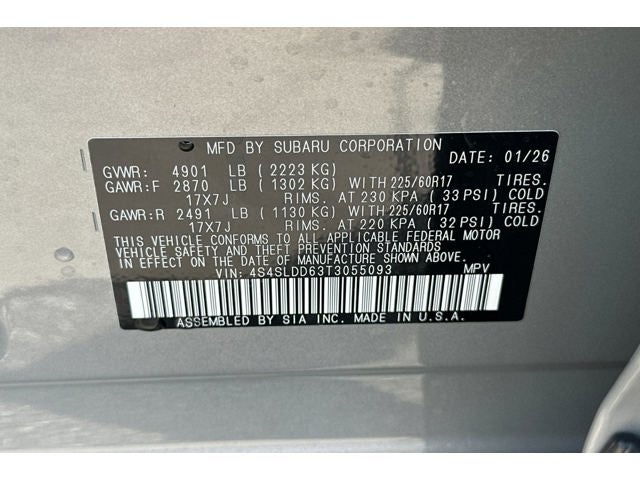 MFD BY SUBARU CORPORATION
DATE: 01/26
GVWR: 4901 LB (2223 KG)
GAWR:F 2870 LB (1302 KG) WITH 225/60R17 TIRES.
17X7J RIMS. AT 230 KPA (33 PSI) COLD
GAWR:R 2491 LB (1130 KG) WITH 225/60R17 TIRES.
17X7J RIMS. AT 220 KPA (32 PSI) COLD
THIS VEHICLE CONFORMS TO ALL APPLICABLE FEDERAL MOTOR
VEHICLE SAFETY AND THEFT PREVENTION STANDARDS
IN EFFECT ON THE DATE OF MANUFACTURE SHOWN ABOVE.
VIN: 4S4SLDD63T3055093 MPV
ASSEMBLED BY SIA INC. MADE IN U.S.A.